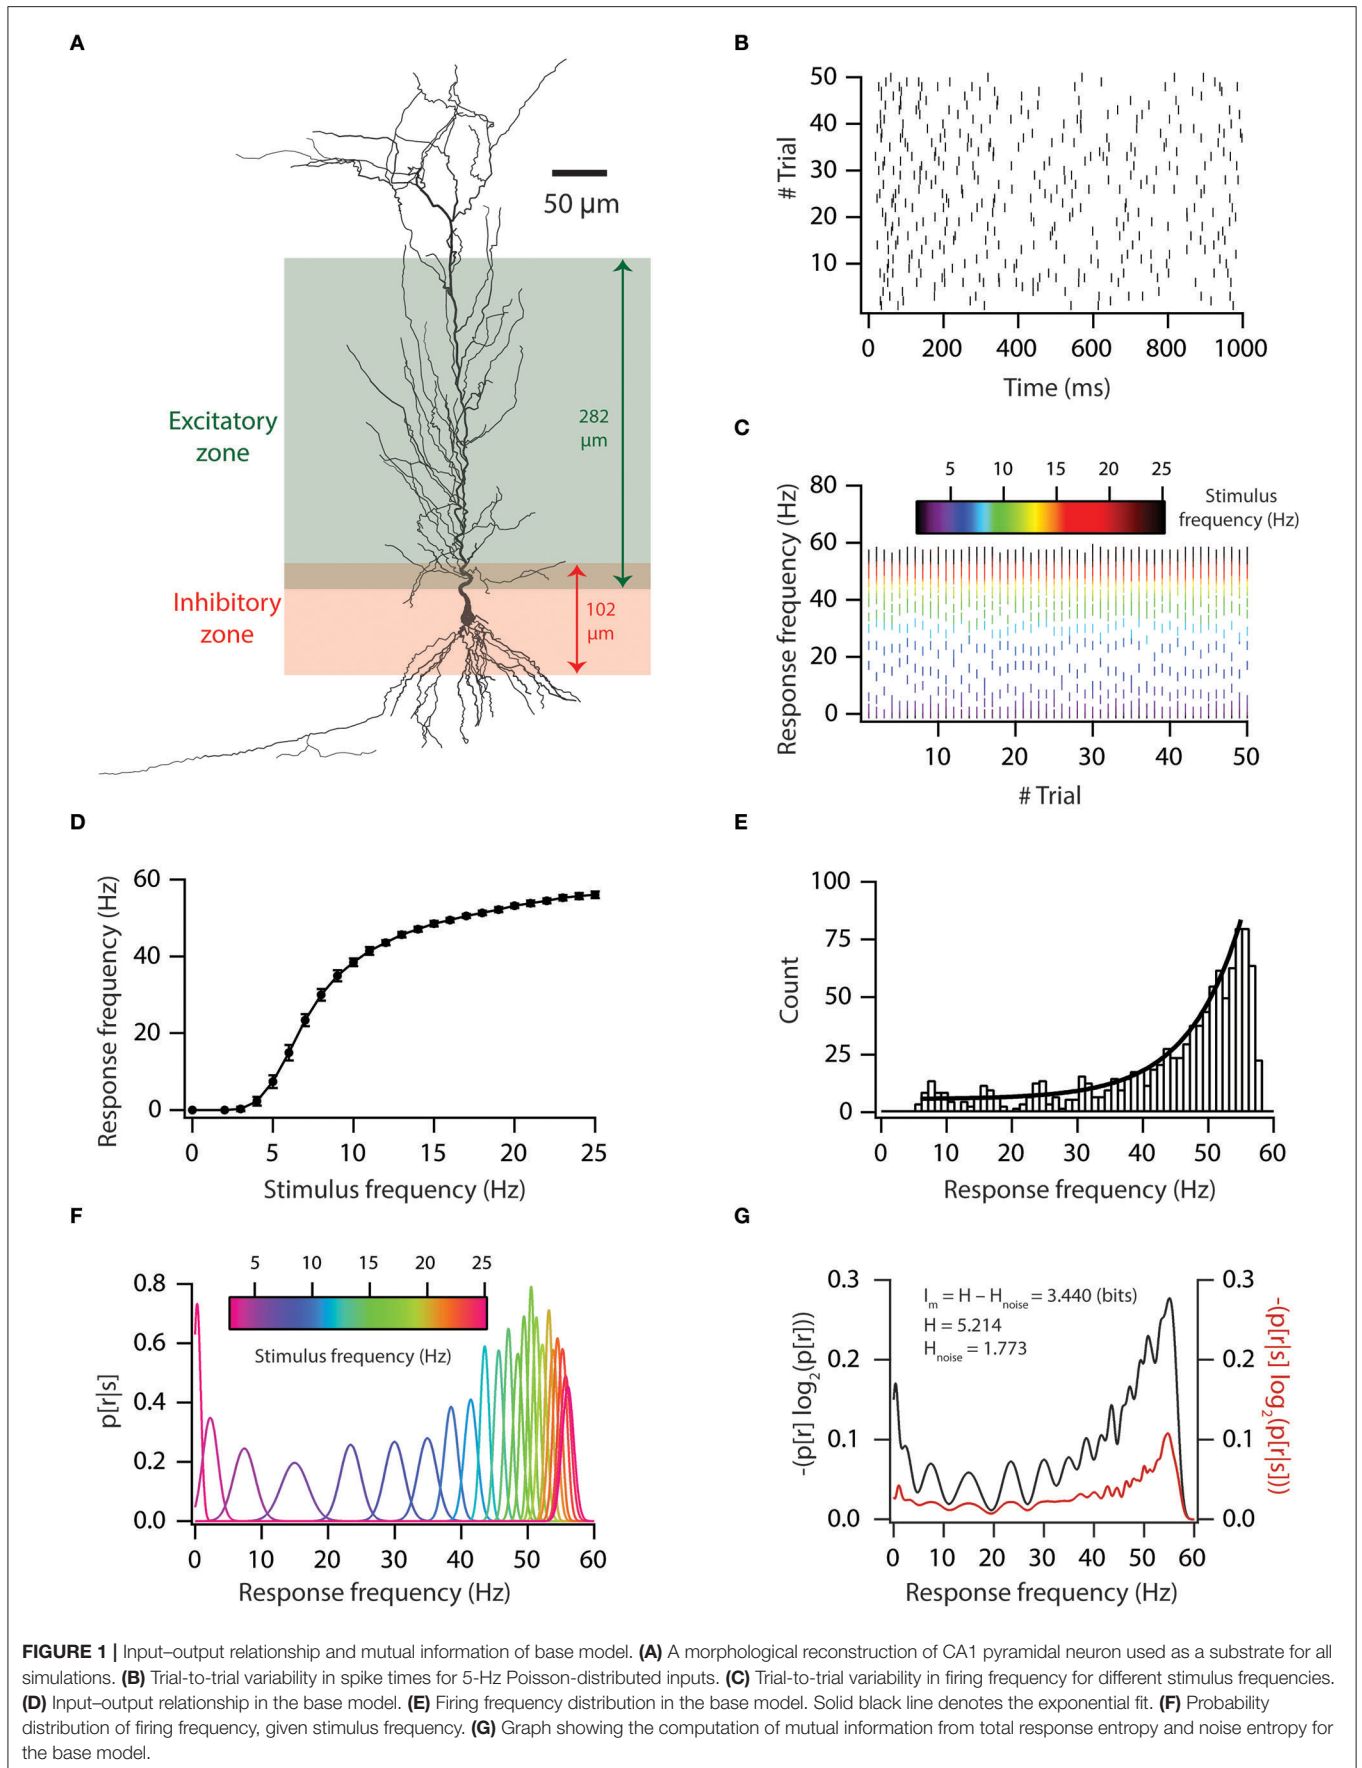 A
50 μm
Excitatory
zone
282
μm
Inhibitory
zone
102
μm
B
# Trial
50
40
30
20
10
0 200 400 600 800 1000
Time (ms)
C
5 10 15 20 25
Stimulus
frequency (Hz)
Response frequency (Hz)
80
60
40
20
0
10 20 30 40 50
# Trial
D
Response frequency (Hz)
60
40
20
0
0 5 10 15 20 25
Stimulus frequency (Hz)
E
Count
100
75
50
25
0
0 10 20 30 40 50 60
Response frequency (Hz)
F
5 10 15 20 25
Stimulus frequency (Hz)
p[r|s]
0.8
0.6
0.4
0.2
0.0
0 10 20 30 40 50 60
Response frequency (Hz)
G
-(p[r] log2(p[r]))
0.3
0.2
0.1
0.0
Im = H – Hnoise = 3.440 (bits)
H = 5.214
Hnoise = 1.773
0.3
0.2
0.1
0.0
-(p[r|s] log2(p[r|s]))
0 10 20 30 40 50 60
Response frequency (Hz)
FIGURE 1 | Input–output relationship and mutual information of base model. (A) A morphological reconstruction of CA1 pyramidal neuron used as a substrate for all
simulations. (B) Trial-to-trial variability in spike times for 5-Hz Poisson-distributed inputs. (C) Trial-to-trial variability in firing frequency for different stimulus frequencies.
(D) Input–output relationship in the base model. (E) Firing frequency distribution in the base model. Solid black line denotes the exponential fit. (F) Probability
distribution of firing frequency, given stimulus frequency. (G) Graph showing the computation of mutual information from total response entropy and noise entropy for
the base model.